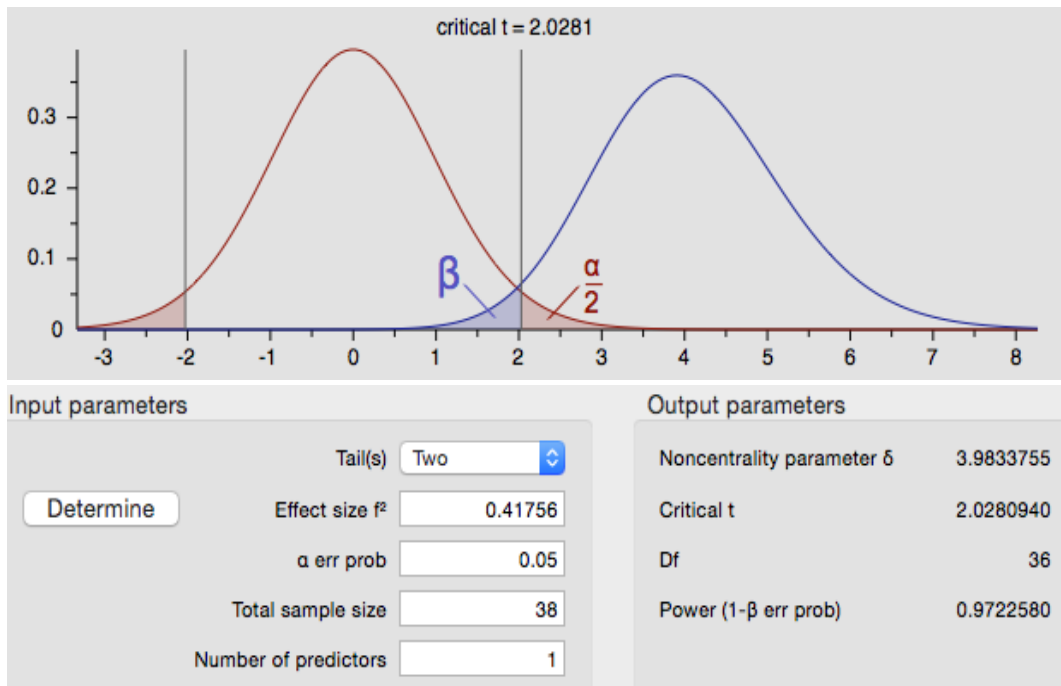 critical t = 2.0281
0.3
0.2
0.1
0
β
α
2
-3 -2 -1 0 1 2 3 4 5 6 7 8
Input parameters
Output parameters
Tail(s) Two
Noncentrality parameter δ 3.9833755
Determine Effect size f² 0.41756
Critical t 2.0280940
α err prob 0.05
Df 36
Total sample size 38
Power (1-β err prob) 0.9722580
Number of predictors 1